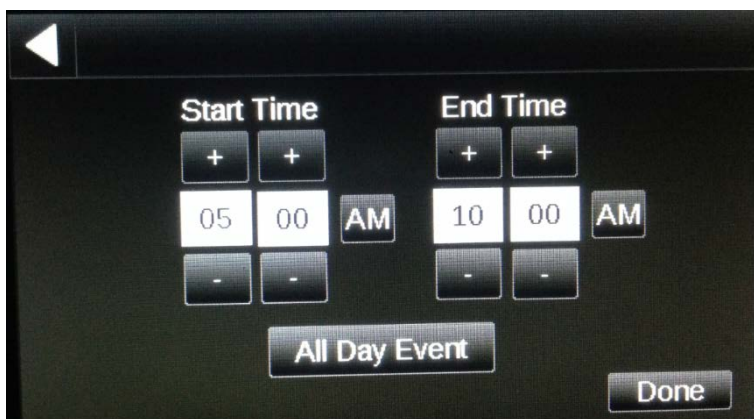 Start Time End Time
+ + + +
05 00 AM 10 00 AM
- - - -
All Day Event
Done